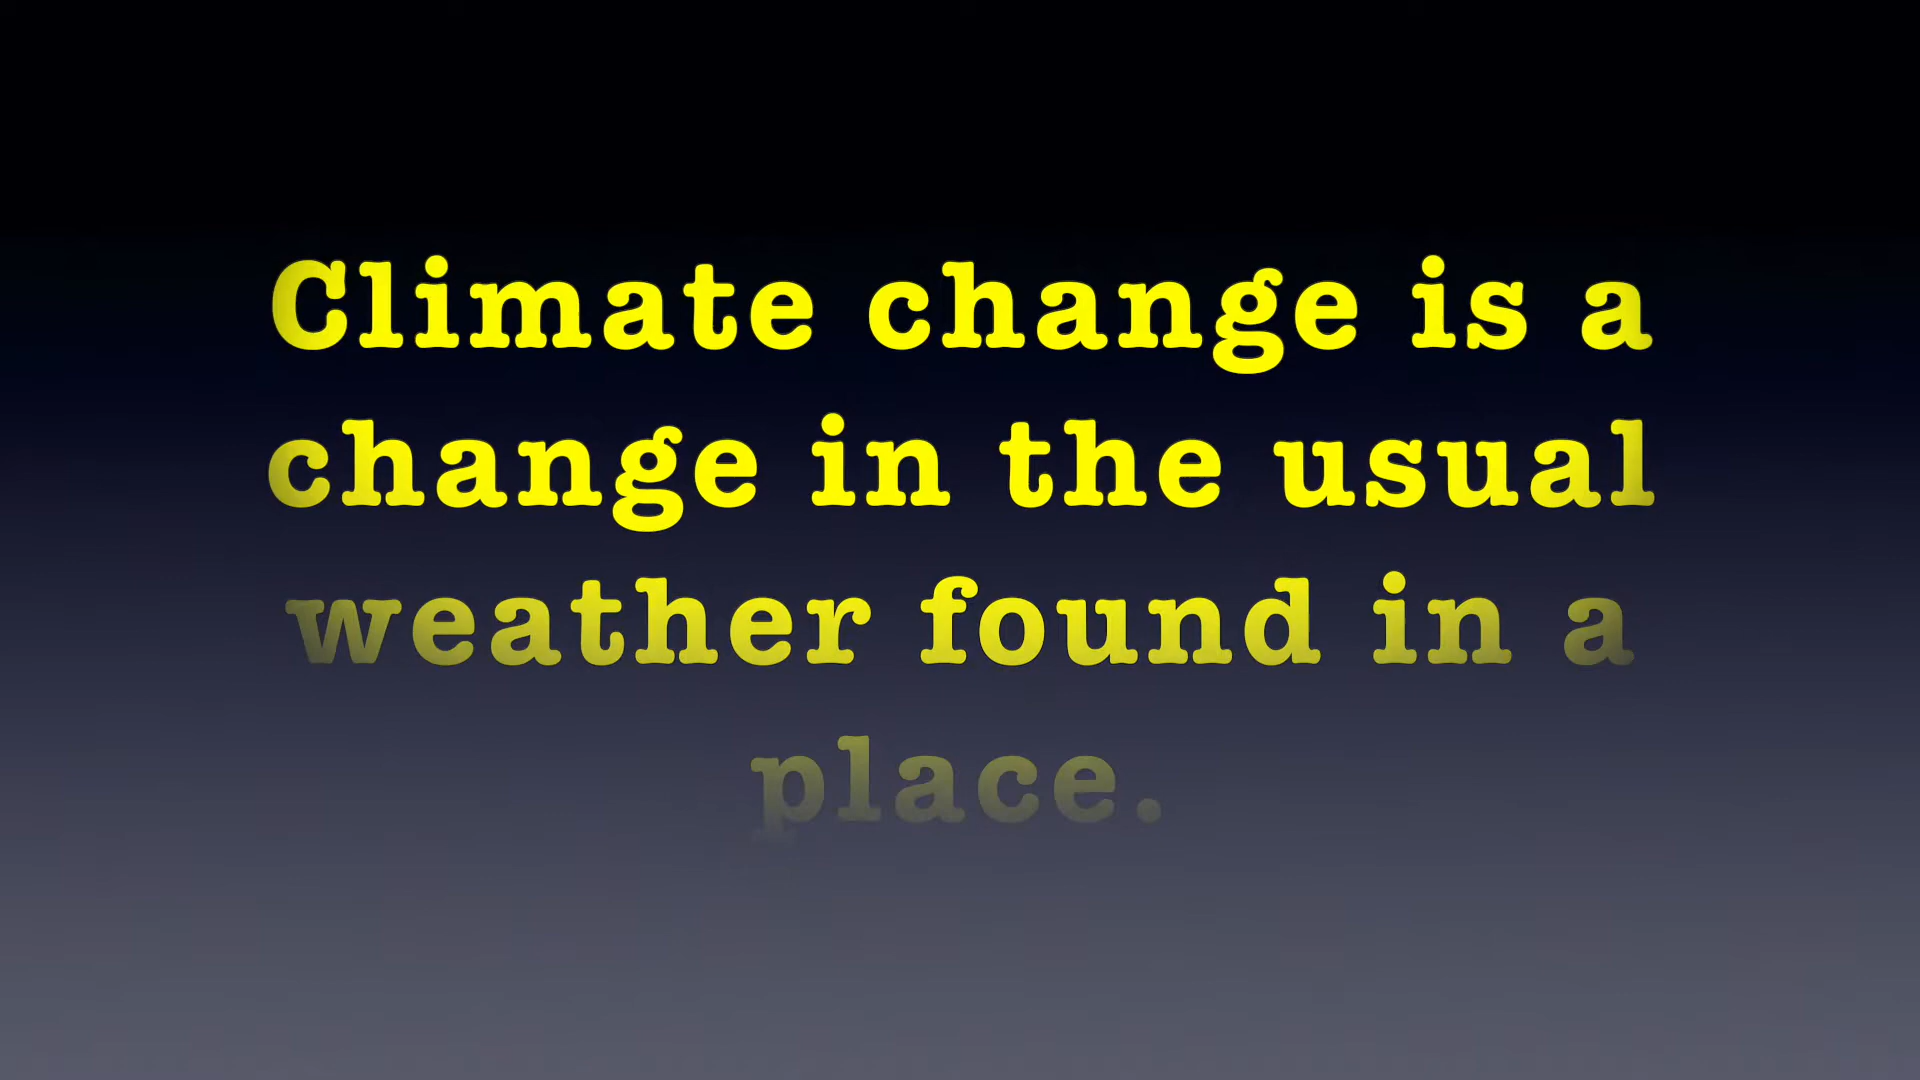 Climate change is a
change in the usual
weather found in a
place.